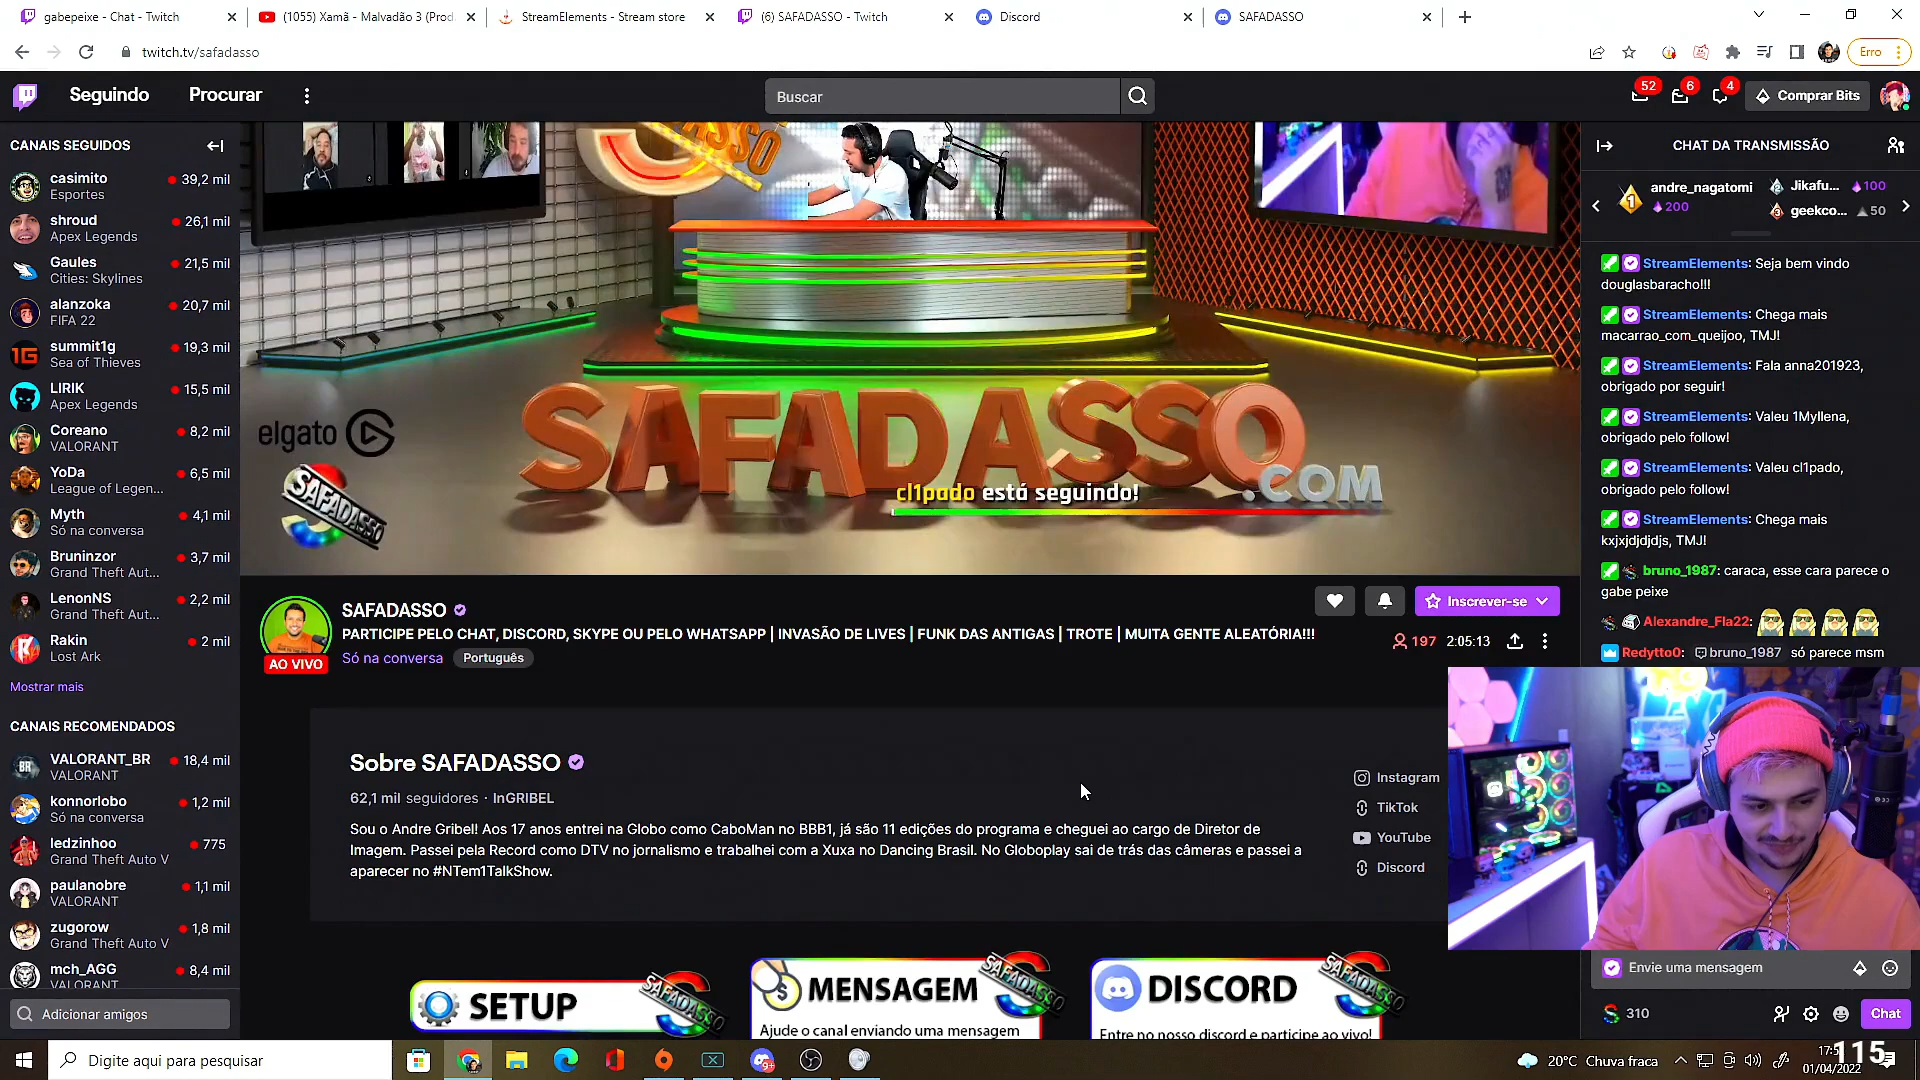 gabepeixe - Chat - Twitch
(1055) Xamã - Malvadão 3 (Prod.
StreamElements - Stream store
(6) SAFADASSO - Twitch
Discord
SAFADASSO
twitch.tv/safadasso
Erro
Seguindo
Procurar
Buscar
52
6
4
Comprar Bits
CANAIS SEGUIDOS
casimito
39,2 mil
Esportes
shroud
26,1 mil
Apex Legends
Gaules
21,5 mil
Cities: Skylines
alanzoka
20,7 mil
FIFA 22
summit1g
19,3 mil
Sea of Thieves
LIRIK
15,5 mil
Apex Legends
Coreano
8,2 mil
VALORANT
YoDa
6,5 mil
League of Legen...
Myth
4,1 mil
Só na conversa
Bruninzor
3,7 mil
Grand Theft Aut...
LenonNS
2,2 mil
Grand Theft Aut...
Rakin
2 mil
Lost Ark
Mostrar mais
CANAIS RECOMENDADOS
VALORANT_BR
18,4 mil
VALORANT
konnorlobo
1,2 mil
Só na conversa
ledzinhoo
775
Grand Theft Auto V
paulanobre
1,1 mil
VALORANT
zugorow
1,8 mil
Grand Theft Auto V
mch_AGG
8,4 mil
VALORANT
Adicionar amigos
elgato
SAFADASSO
SAFADASSO
.COM
cl1pado está seguindo!
AO VIVO
SAFADASSO
PARTICIPE PELO CHAT, DISCORD, SKYPE OU PELO WHATSAPP | INVASÃO DE LIVES | FUNK DAS ANTIGAS | TROTE | MUITA GENTE ALEATÓRIA!!!
Só na conversa
Português
Inscrever-se
197
2:05:13
Sobre SAFADASSO
62,1 mil seguidores · InGRIBEL
Sou o Andre Gribel! Aos 17 anos entrei na Globo como CaboMan no BBB1, já são 11 edições do programa e cheguei ao cargo de Diretor de
Imagem. Passei pela Record como DTV no jornalismo e trabalhei com a Xuxa no Dancing Brasil. No Globoplay sai de trás das câmeras e passei a
aparecer no #NTem1TalkShow.
Instagram
TikTok
YouTube
Discord
SETUP
SAFADASSO
MENSAGEM
SAFADASSO
Ajude o canal enviando uma mensagem
DISCORD
SAFADASSO
Entre no nosso discord e participe ao vivo!
CHAT DA TRANSMISSÃO
1
andre_nagatomi
200
2
Jikafu...
100
3
geekco...
50
StreamElements: Seja bem vindo
douglasbaracho!!!
StreamElements: Chega mais
macarrao_com_queijoo, TMJ!
StreamElements: Fala anna201923,
obrigado por seguir!
StreamElements: Valeu 1Myllena,
obrigado pelo follow!
StreamElements: Valeu cl1pado,
obrigado pelo follow!
StreamElements: Chega mais
kxjxjdjdjdjs, TMJ!
bruno_1987: caraca, esse cara parece o
gabe peixe
Alexandre_Fla22:
Redytto0: bruno_1987 só parece msm
Envie uma mensagem
310
Chat
Digite aqui para pesquisar
9+
20°C Chuva fraca
17:5
01/04/2022
115